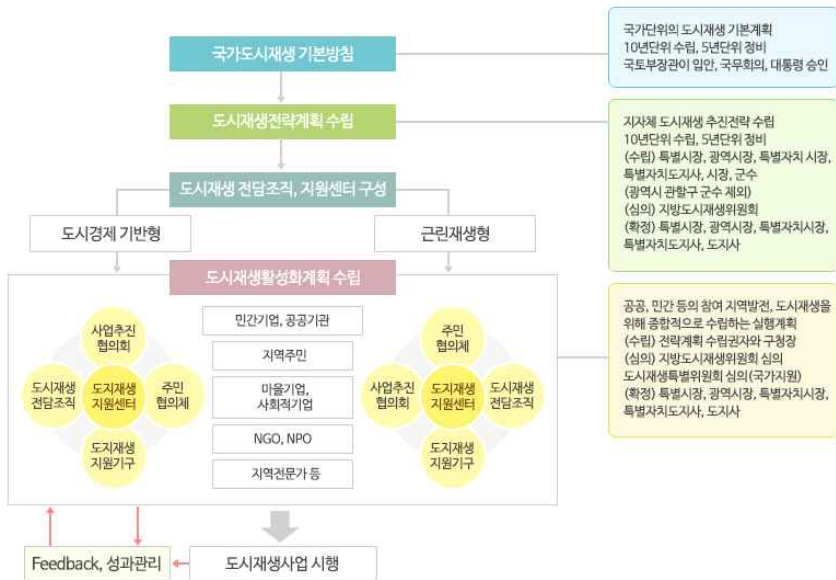 국가도시재생 기본방침
국가단위의 도시재생 기본계획
10년단위 수립, 5년단위 정비
국토부장관이 입안, 국무회의, 대통령 승인
도시재생전략계획 수립
지자체 도시재생 추진전략 수립
10년단위 수립, 5년단위 정비
(수립) 특별시장, 광역시장, 특별자치 시장,
특별자치도지사, 시장, 군수
(광역시 관할구 군수 제외)
(심의) 지방도시재생위원회
(확정) 특별시장, 광역시장, 특별자치시장,
특별자치도지사, 도지사
도시재생 전담조직, 지원센터 구성
도시경제 기반형
근린재생형
도시재생활성화계획 수립
공공, 민간 등의 참여 지역발전, 도시재생을
위해 종합적으로 수립하는 실행계획
(수립) 전략계획 수립권자와 구청장
(심의) 지방도시재생위원회 심의
도시재생특별위원회 심의(국가지원)
(확정) 특별시장, 광역시장, 특별자치시장,
특별자치도지사, 도지사
사업추진
협의회
도시재생
전담조직
도지재생
지원센터
주민
협의체
도지재생
지원기구
민간기업, 공공기관
지역주민
마을기업,
사회적기업
NGO, NPO
지역전문가 등
주민
협의체
사업추진
협의회
도지재생
지원센터
도시재생
전담조직
도지재생
지원기구
Feedback, 성과관리
도시재생사업 시행